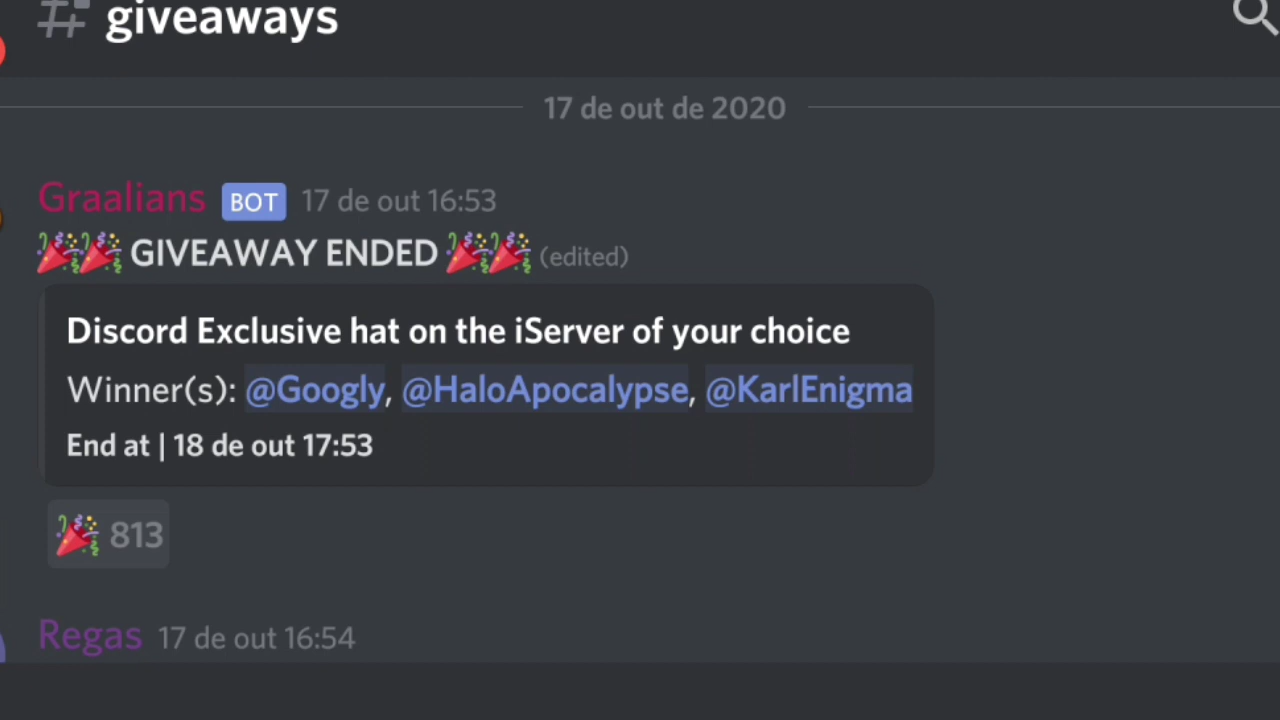 giveaways
17 de out de 2020
Graalians BOT 17 de out 16:53
GIVEAWAY ENDED (edited)
Discord Exclusive hat on the iServer of your choice
Winner(s): @Googly, @HaloApocalypse, @KarlEnigma
End at | 18 de out 17:53
813
Regas 17 de out 16:54